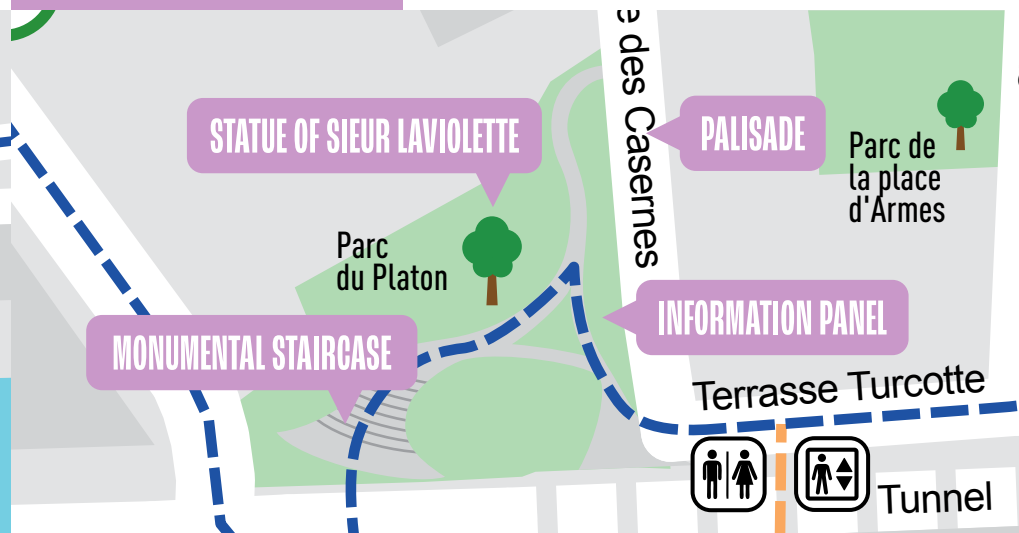 e des Casernes
STATUE OF SIEUR LAVIOLETTE
PALISADE
Parc de
la place
d'Armes
Parc
du Platon
INFORMATION PANEL
MONUMENTAL STAIRCASE
Terrasse Turcotte
Tunnel